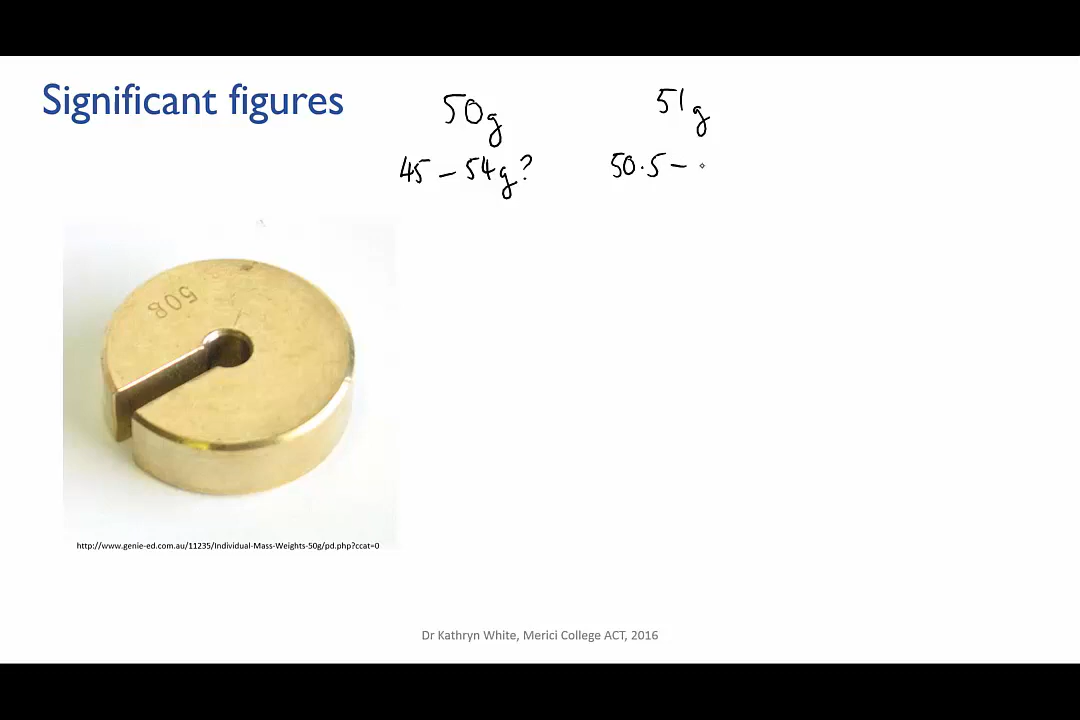 Significant figures
50g
51g
45 - 54g?
50.5 -
50g
http://www.genie-ed.com.au/11235/Individual-Mass-Weights-50g/pd.php?ccat=0
Dr Kathryn White, Merici College ACT, 2016